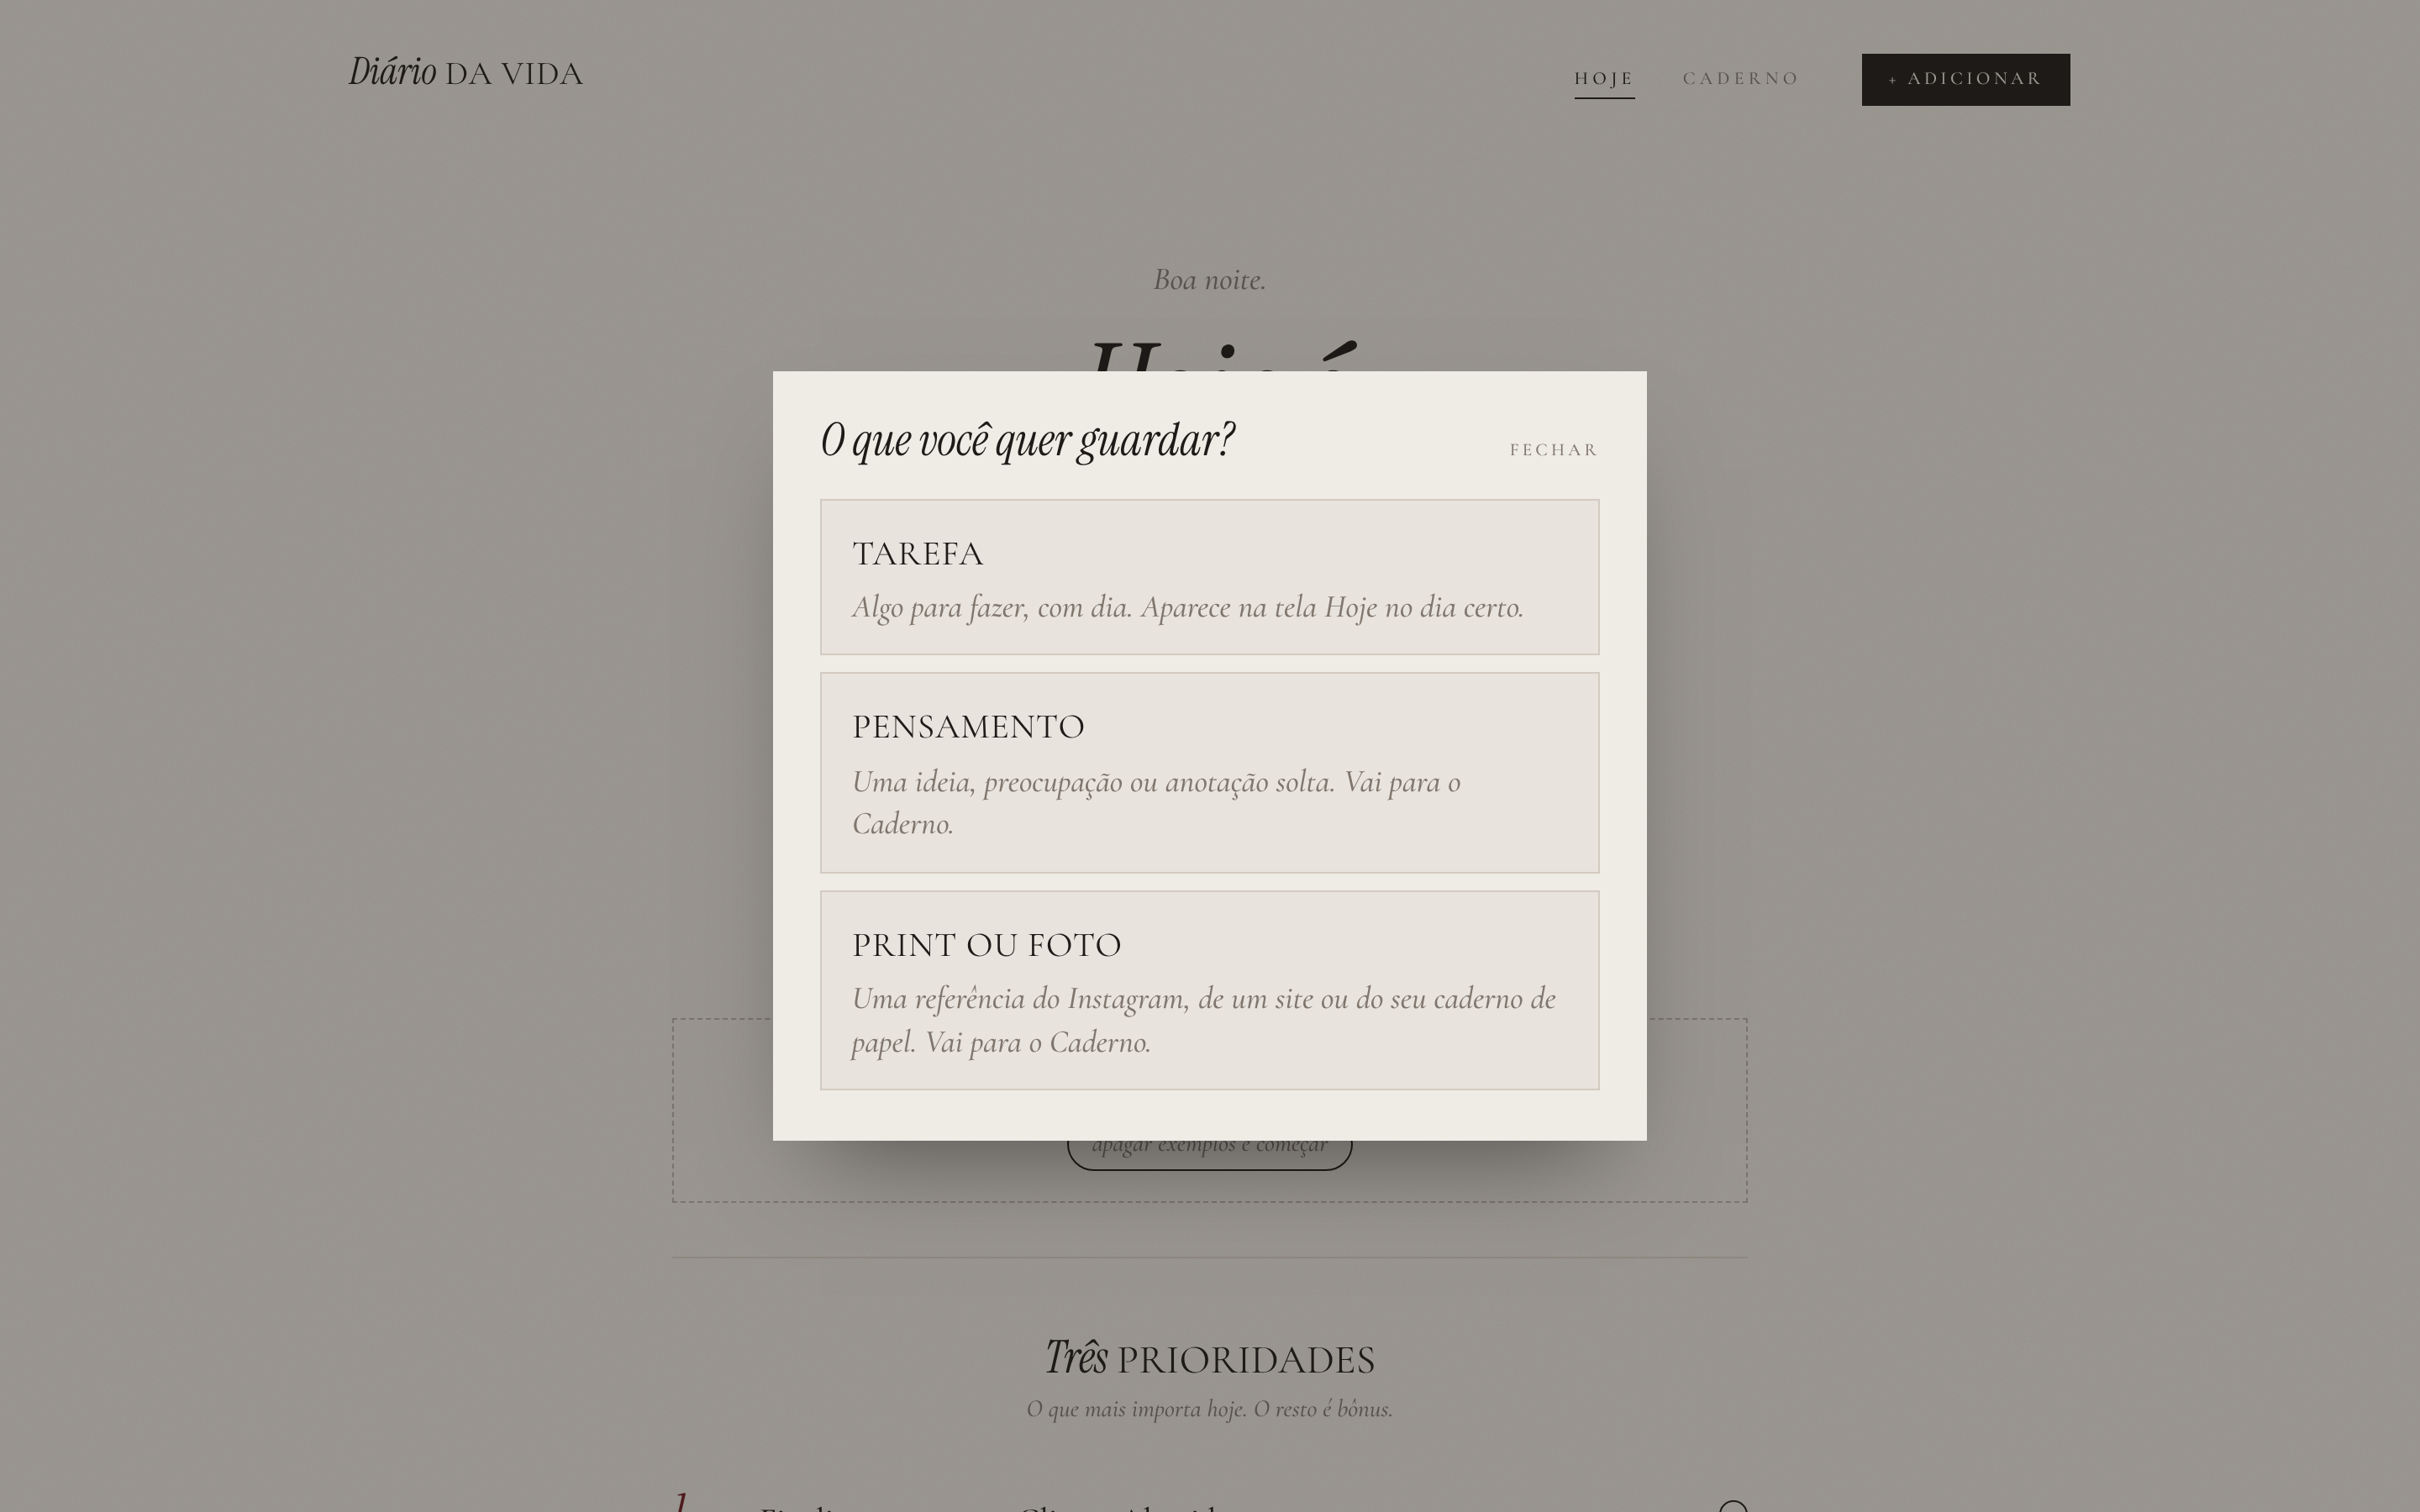 Diário DA VIDA
HOJE
CADERNO
+ ADICIONAR
Boa noite.
Hoje é
O que você quer guardar?
FECHAR
TAREFA
Algo para fazer, com dia. Aparece na tela Hoje no dia certo.
PENSAMENTO
Uma ideia, preocupação ou anotação solta. Vai para o
Caderno.
PRINT OU FOTO
Uma referência do Instagram, de um site ou do seu caderno de
papel. Vai para o Caderno.
apagar exemplos e começar
Três PRIORIDADES
O que mais importa hoje. O resto é bônus.
1